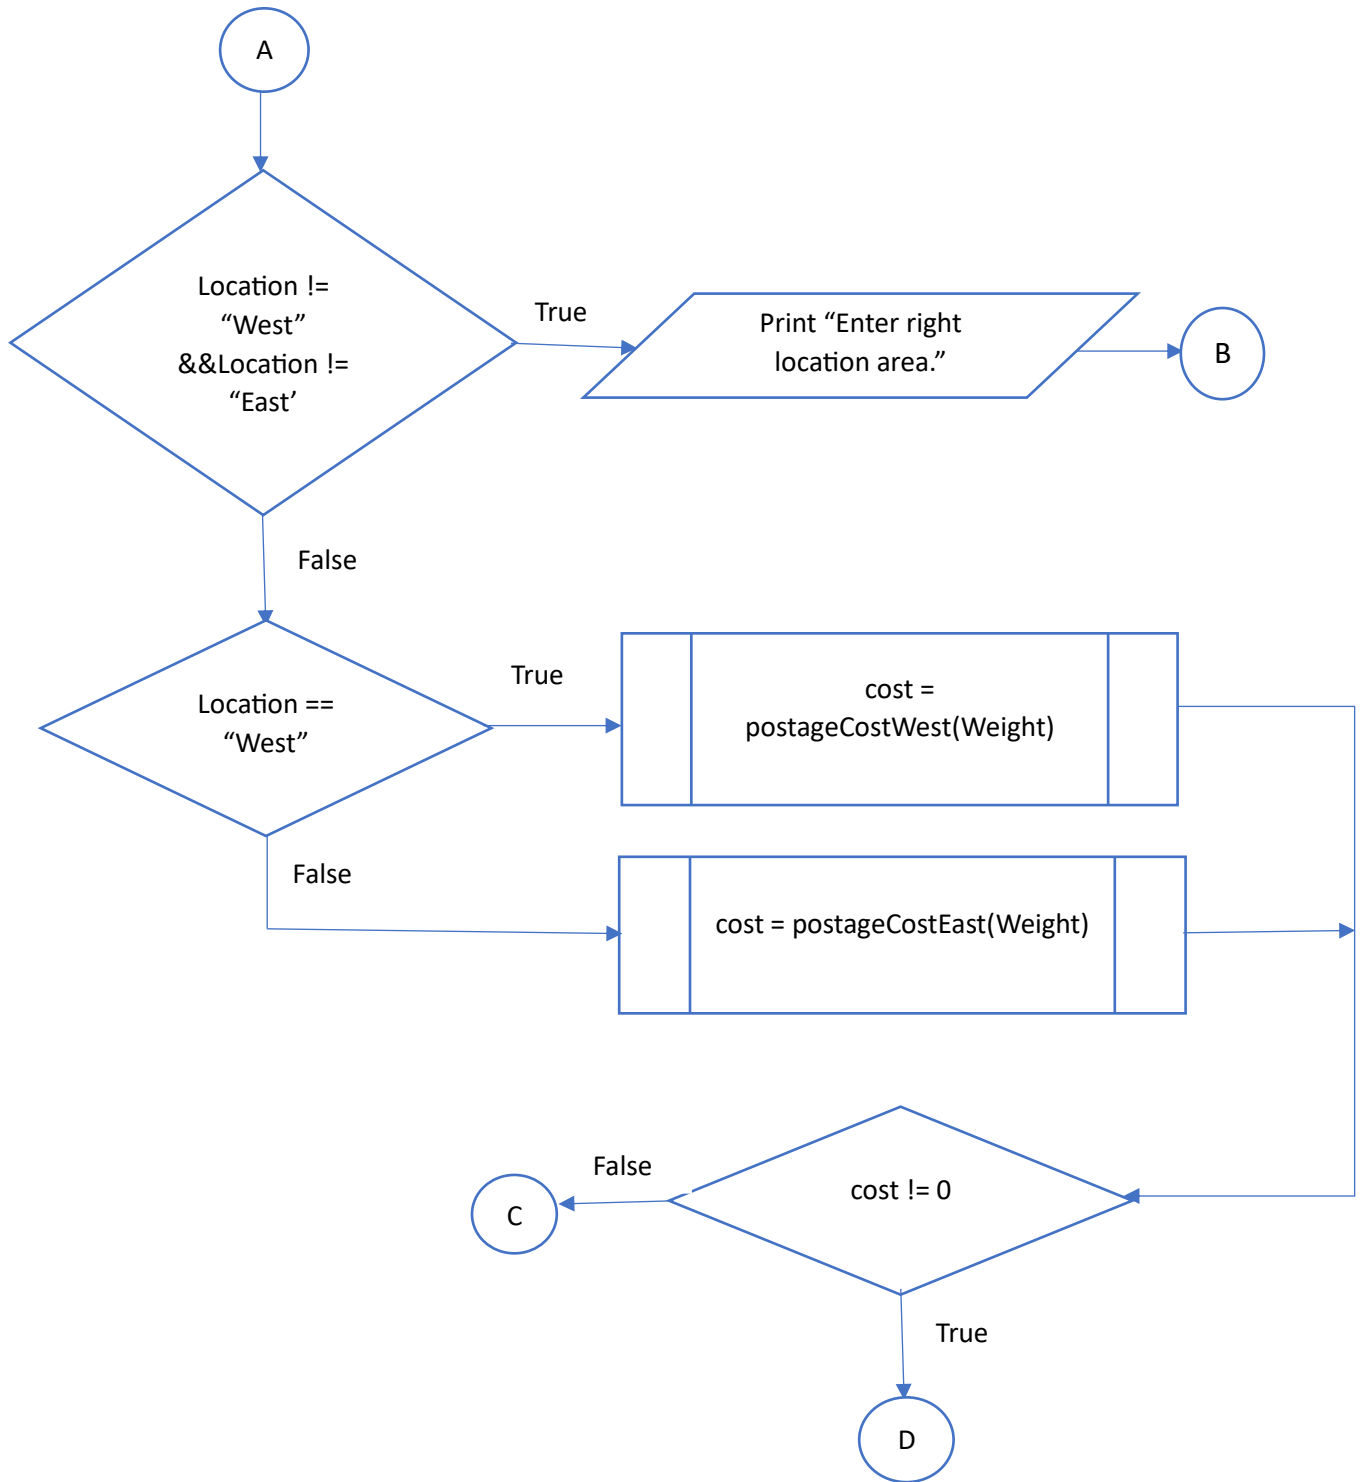 A
Location !=
“West”
&&Location !=
“East’
True
Print “Enter right
location area.”
B
False
Location ==
“West”
True
cost =
postageCostWest(Weight)
False
cost = postageCostEast(Weight)
cost != 0
False
C
True
D